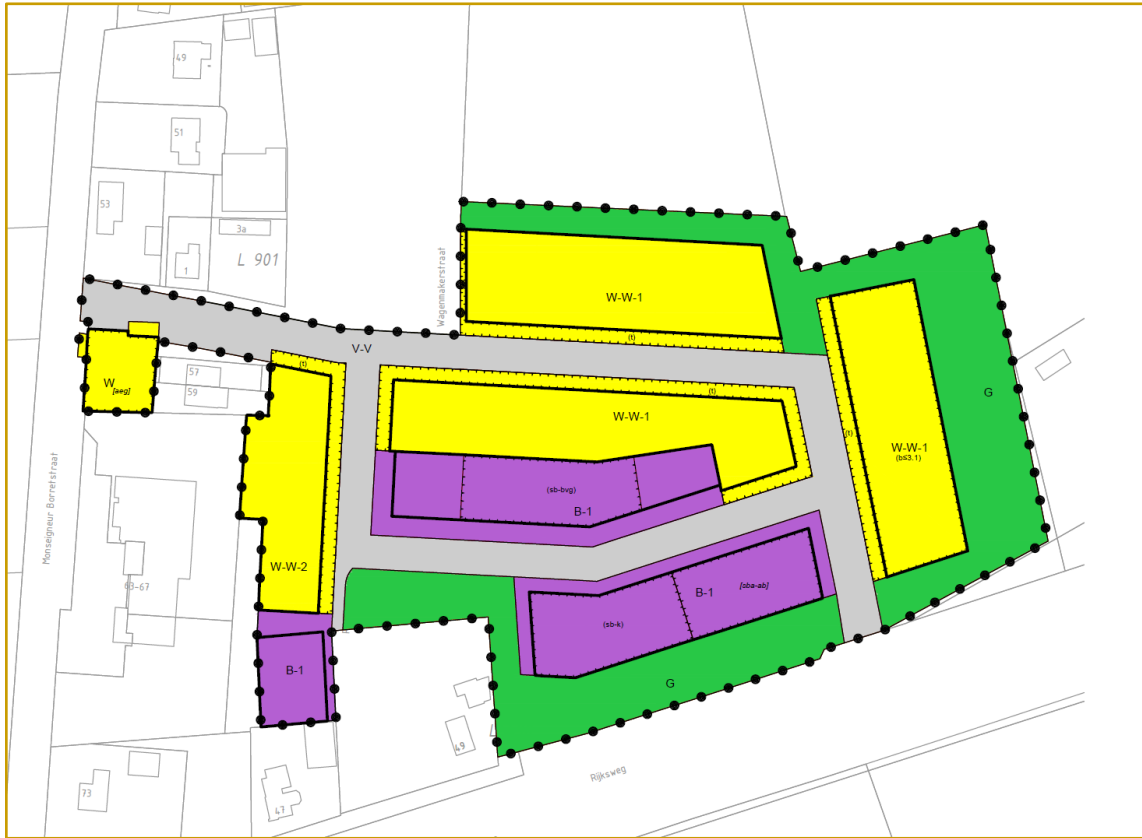 49
51
53
3a
1
L 901
Wagenmakerstraat
W-W-1
(t)
V-V
57
59
W
[aeg]
(t)
(t)
W-W-1
(t)
W-W-1
(b≤3.1)
G
(sb-bvg)
B-1
Monseigneur Borretstraat
W-W-2
63-67
B-1
[sba-ab]
(sb-k)
B-1
G
49
Rijksweg
73
47